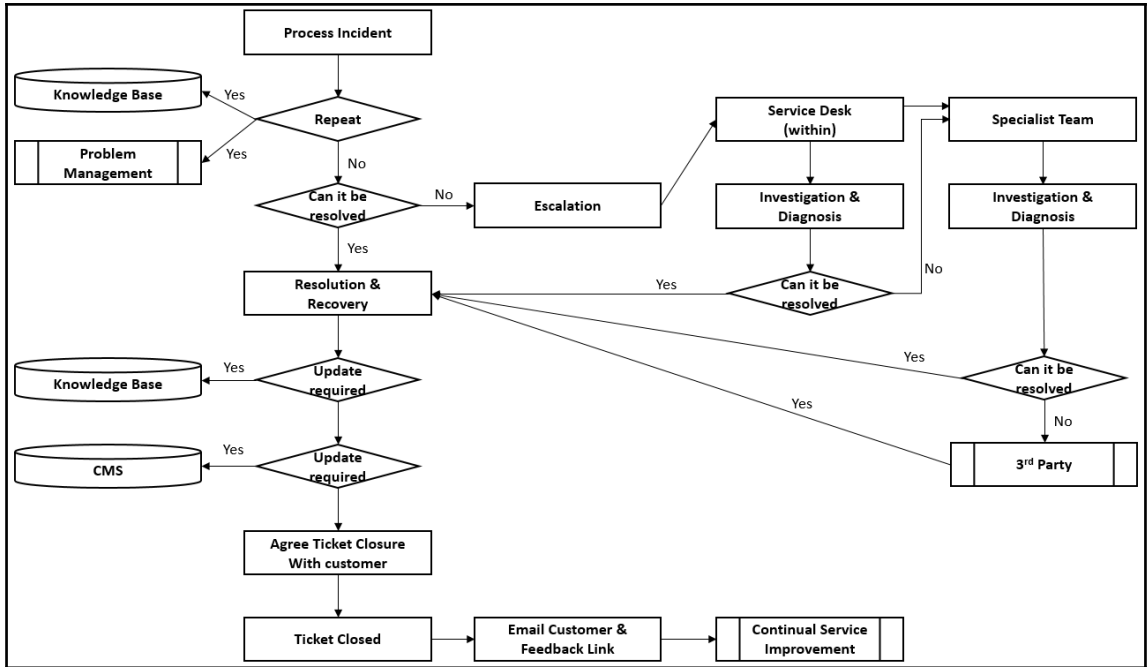 Process Incident
Knowledge Base
Yes
Repeat
Yes
Problem
Management
No
Can it be
resolved
No
Escalation
Service Desk
(within)
Specialist Team
Investigation &
Diagnosis
Investigation &
Diagnosis
Yes
Resolution &
Recovery
Yes
Can it be
resolved
No
Yes
Can it be
resolved
Yes
No
3rd Party
Knowledge Base
Yes
Update
required
CMS
Yes
Update
required
Agree Ticket Closure
With customer
Ticket Closed
Email Customer &
Feedback Link
Continual Service
Improvement